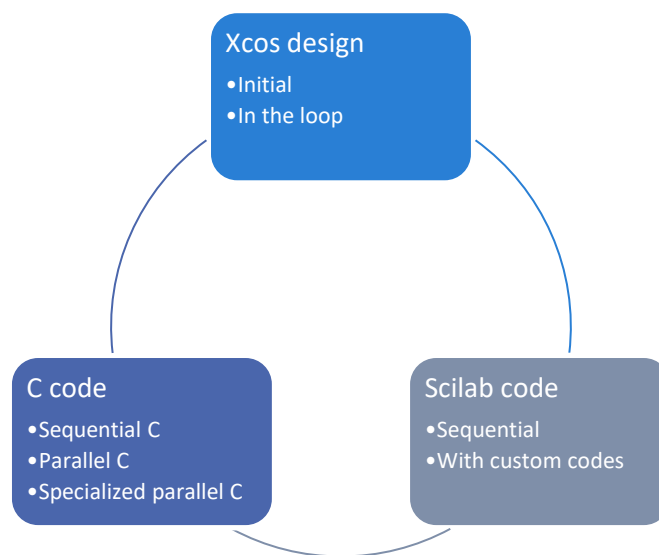 Xcos design
•Initial
•In the loop
C code
•Sequential C
•Parallel C
•Specialized parallel C
Scilab code
•Sequential
•With custom codes